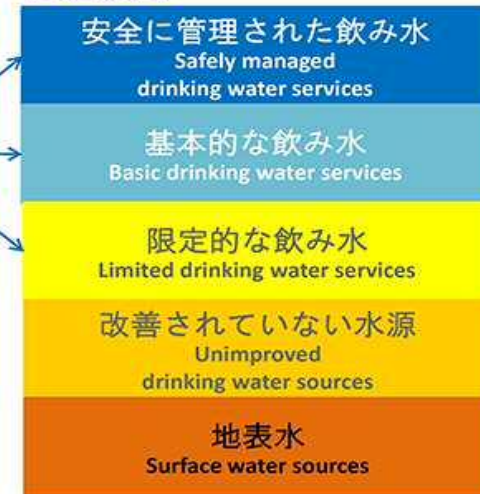 安全に管理された飲み水
Safely managed
drinking water services
基本的な飲み水
Basic drinking water services
限定的な飲み水
Limited drinking water services
改善されていない水源
Unimproved
drinking water sources
地表水
Surface water sources